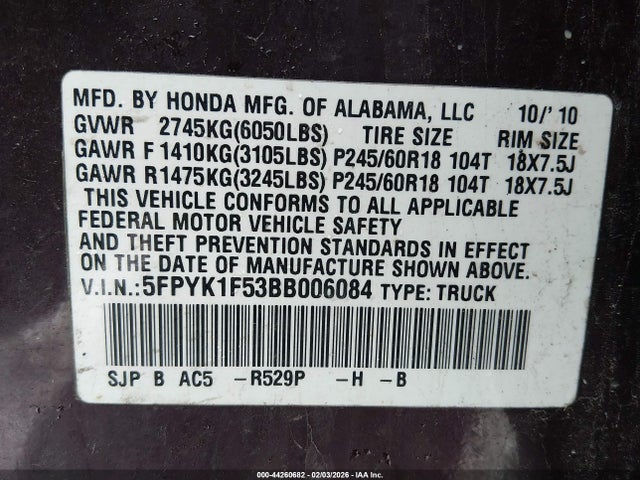 MFD. BY HONDA MFG. OF ALABAMA, LLC 10/'10
GVWR 2745KG(6050LBS) TIRE SIZE RIM SIZE
GAWR F 1410KG(3105LBS) P245/60R18 104T 18X7.5J
GAWR R 1475KG(3245LBS) P245/60R18 104T 18X7.5J
THIS VEHICLE CONFORMS TO ALL APPLICABLE
FEDERAL MOTOR VEHICLE SAFETY
AND THEFT PREVENTION STANDARDS IN EFFECT
ON THE DATE OF MANUFACTURE SHOWN ABOVE.
V.I.N.:5FPYK1F53BB006084 TYPE: TRUCK
SJP B AC5 -R529P -H -B
000-44260682 - 02/03/2026 - IAAI.COM